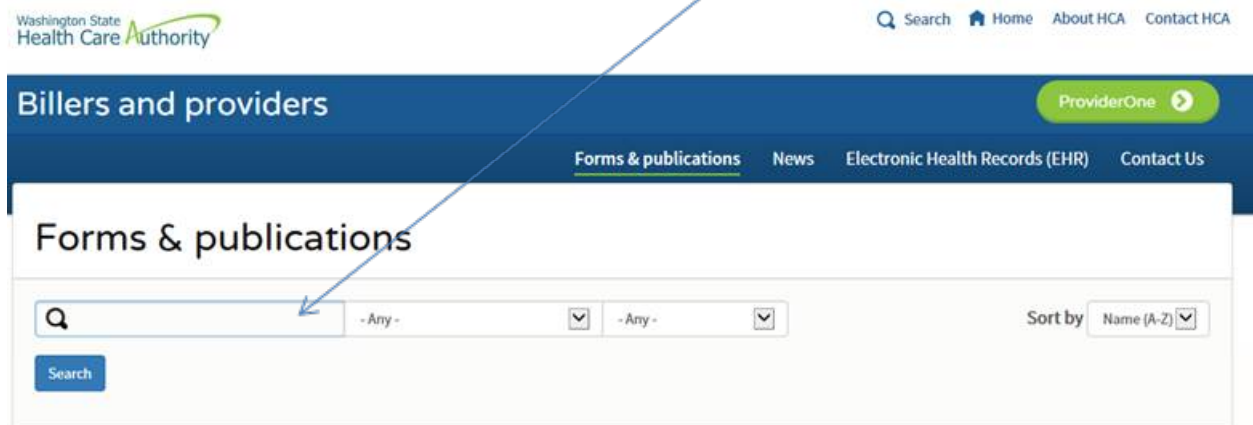 Washington State
Health Care Authority
Search Home About HCA Contact HCA
Billers and providers
ProviderOne
Forms & publications News Electronic Health Records (EHR) Contact Us
Forms & publications
- Any - - Any - Sort by Name (A-Z)
Search